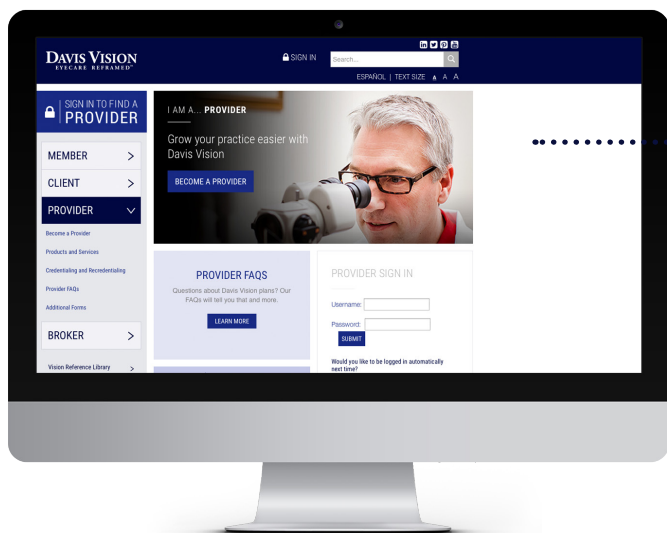 DAVIS VISION
EYECARE REFRAMED™
SIGN IN
Search...
ESPAÑOL | TEXT SIZE A A A
SIGN IN TO FIND A
PROVIDER
MEMBER >
CLIENT >
PROVIDER
Become a Provider
Products and Services
Credentialing and Recredentialing
Provider FAQs
Additional Forms
BROKER >
Vision Reference Library >
I AM A... PROVIDER
Grow your practice easier with
Davis Vision
BECOME A PROVIDER
PROVIDER FAQS
Questions about Davis Vision plans? Our
FAQs will tell you that and more.
LEARN MORE
PROVIDER SIGN IN
Username:
Password:
SUBMIT
Would you like to be logged in automatically
next time?